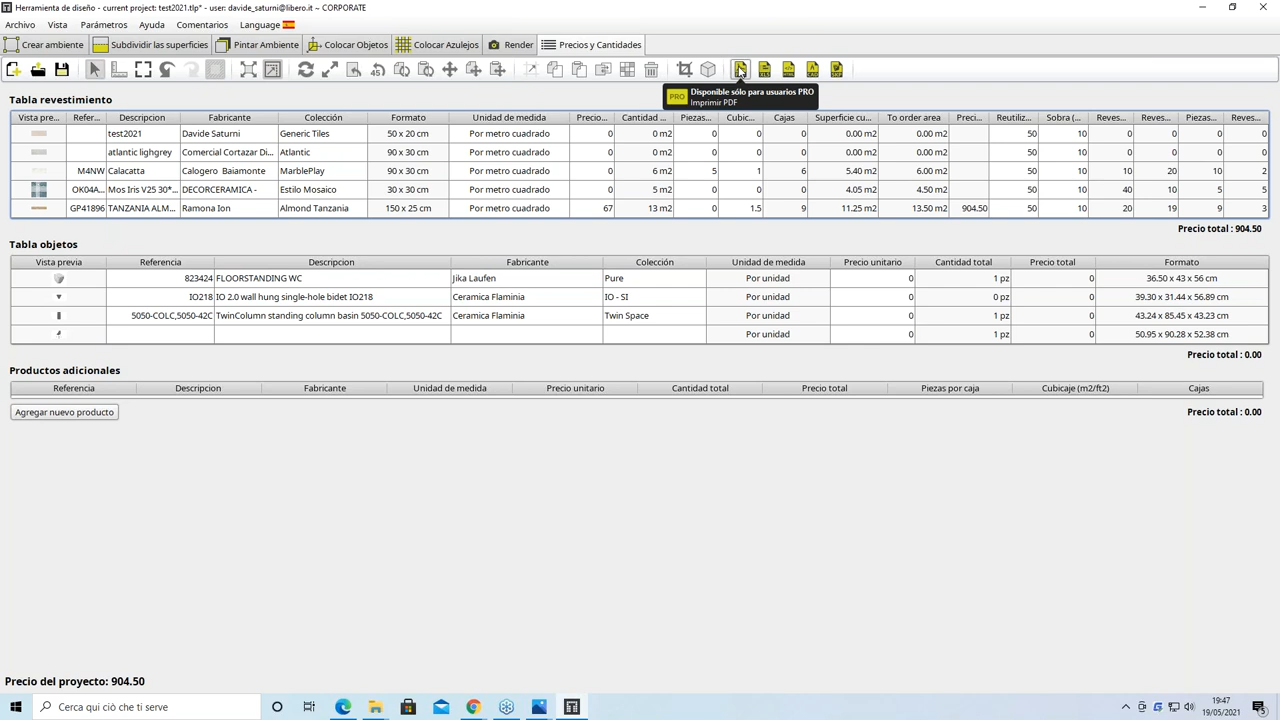 Herramienta de diseño - current project: test2021.tlp* - user: davide_saturni@libero.it ~ CORPORATE
Archivo Vista Parámetros Ayuda Comentarios Language
Crear ambiente Subdividir las superficies Pintar Ambiente Colocar Objetos Colocar Azulejos Render Precios y Cantidades
PRO Disponible sólo para usuarios PRO
Imprimir PDF
Tabla revestimiento
Vista pre... Refer... Descripcion Fabricante Colección Formato Unidad de medida Precio... Cantidad ... Piezas... Cubic... Cajas Superficie cu... To order area Preci... Reutiliz... Sobra (... Reves... Reves... Piezas... Reves...
test2021 Davide Saturni Generic Tiles 50 x 20 cm Por metro cuadrado 0 0 m2 0 0 0 0.00 m2 0.00 m2 0 50 10 0 0 0 0
atlantic lighgrey Comercial Cortazar Di... Atlantic 90 x 30 cm Por metro cuadrado 0 0 m2 0 0 0 0.00 m2 0.00 m2 0 50 10 0 0 0 0
M4NW Calacatta Calogero Baiamonte MarblePlay 90 x 30 cm Por metro cuadrado 0 6 m2 5 1 6 5.40 m2 6.00 m2 0 50 10 10 20 10 2
OK04A... Mos Iris V25 30*... DECORCERAMICA - Estilo Mosaico 30 x 30 cm Por metro cuadrado 0 5 m2 0 0 0 4.05 m2 4.50 m2 0 50 10 40 10 5 5
GP41896 TANZANIA ALM... Ramona Ion Almond Tanzania 150 x 25 cm Por metro cuadrado 67 13 m2 0 1.5 9 11.25 m2 13.50 m2 904.50 50 10 20 19 9 3
Precio total : 904.50
Tabla objetos
Vista previa Referencia Descripcion Fabricante Colección Unidad de medida Precio unitario Cantidad total Precio total Formato
823424 FLOORSTANDING WC Jika Laufen Pure Por unidad 0 1 pz 0 36.50 x 43 x 56 cm
IO218 IO 2.0 wall hung single-hole bidet IO218 Ceramica Flaminia IO - SI Por unidad 0 0 pz 0 39.30 x 31.44 x 56.89 cm
5050-COLC,5050-42C TwinColumn standing column basin 5050-COLC,5050-42C Ceramica Flaminia Twin Space Por unidad 0 1 pz 0 43.24 x 85.45 x 43.23 cm
Por unidad 0 1 pz 0 50.95 x 90.28 x 52.38 cm
Precio total : 0.00
Productos adicionales
Referencia Descripcion Fabricante Unidad de medida Precio unitario Cantidad total Precio total Piezas por caja Cubicaje (m2/ft2) Cajas
Agregar nuevo producto Precio total : 0.00
Precio del proyecto: 904.50
Cerca qui ciò che ti serve
19:47
19/05/2021